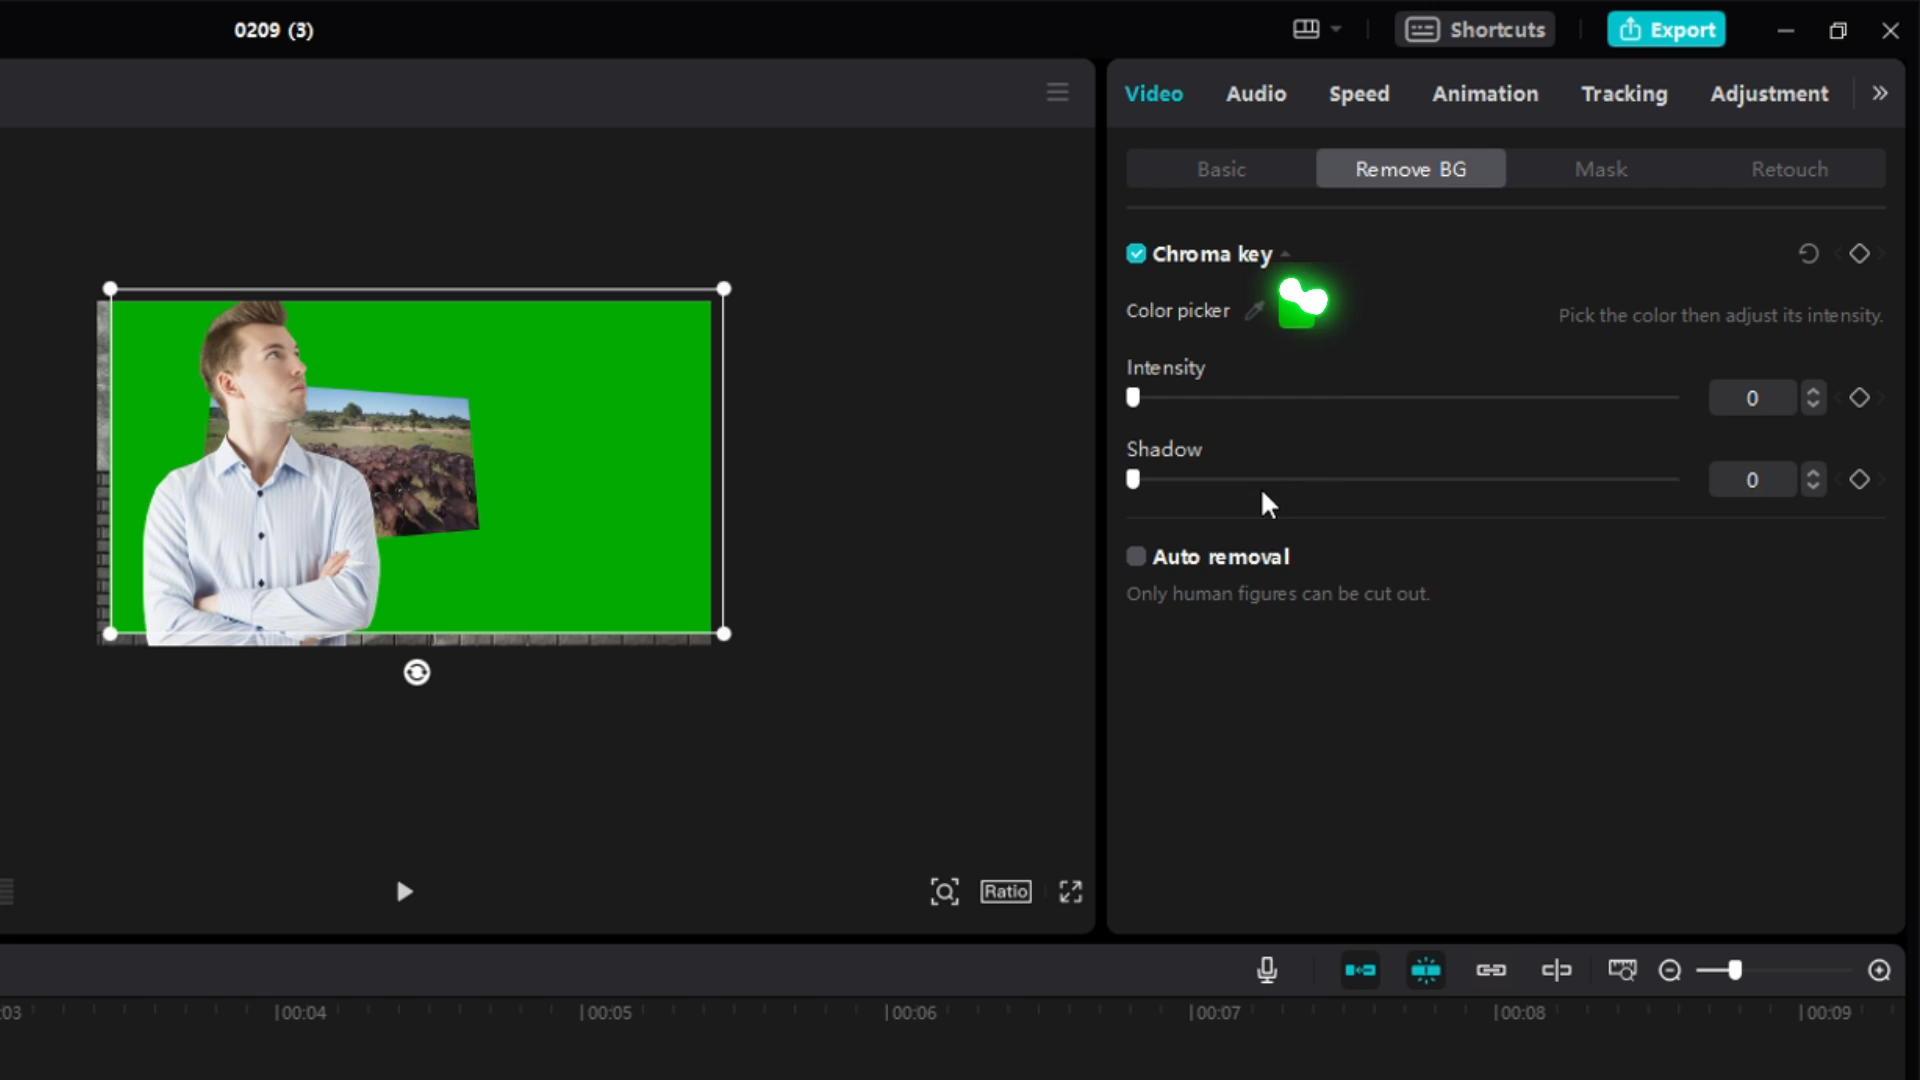 0209 (3)
Shortcuts
Export
Video Audio Speed Animation Tracking Adjustment
Basic Remove BG Mask Retouch
Chroma key
Color picker
Pick the color then adjust its intensity.
Intensity
0
Shadow
0
Auto removal
Only human figures can be cut out.
Ratio
:03 00:04 00:05 00:06 00:07 00:08 00:09